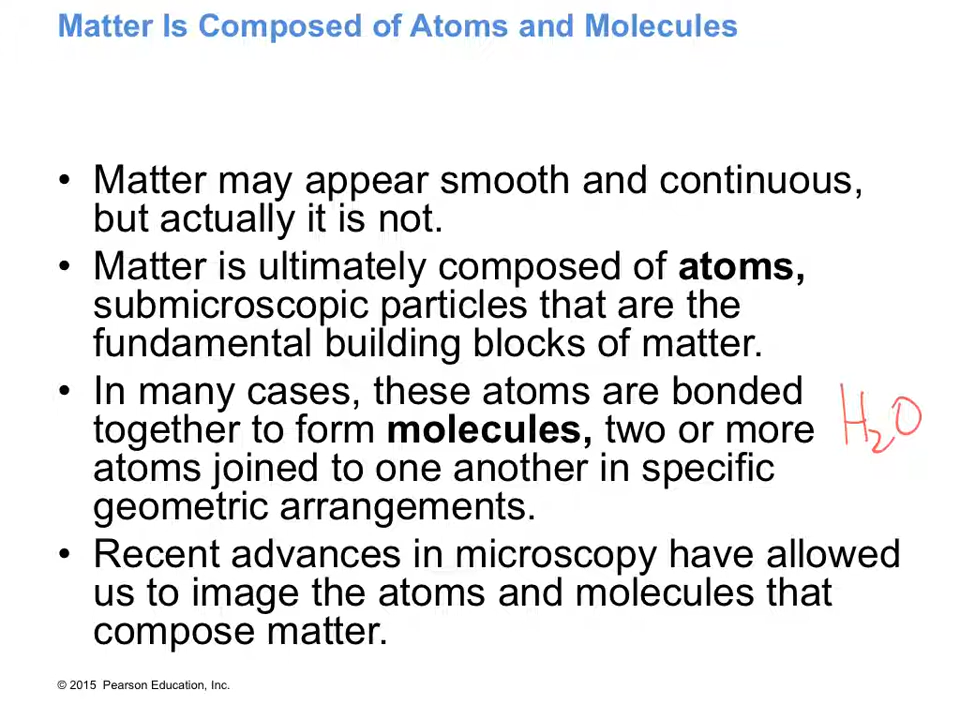 Matter Is Composed of Atoms and Molecules
• Matter may appear smooth and continuous,
but actually it is not.
• Matter is ultimately composed of atoms,
submicroscopic particles that are the
fundamental building blocks of matter.
• In many cases, these atoms are bonded
together to form molecules, two or more
atoms joined to one another in specific
geometric arrangements.
H₂O
• Recent advances in microscopy have allowed
us to image the atoms and molecules that
compose matter.
© 2015 Pearson Education, Inc.